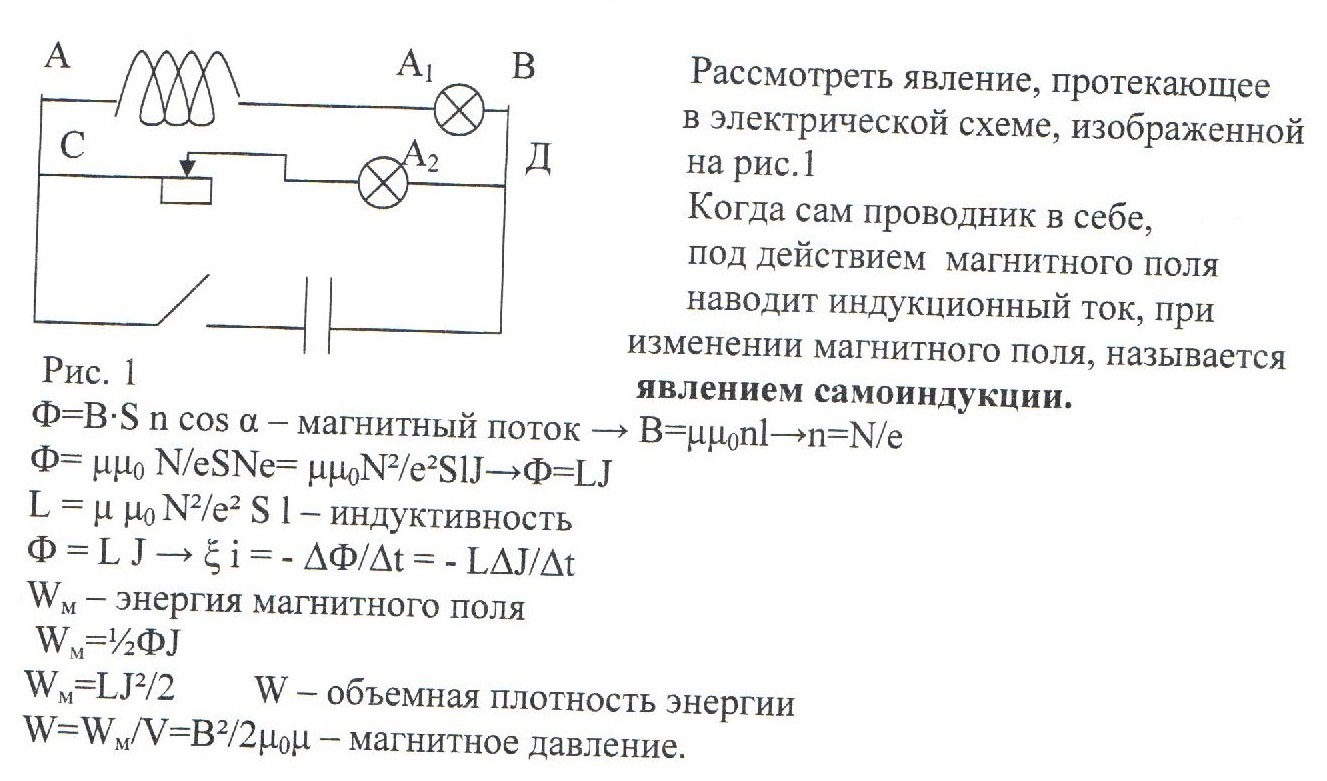 А
A₁
В
С
A₂
Д
Рис. 1
Рассмотреть явление, протекающее
в электрической схеме, изображенной
на рис.1
Когда сам проводник в себе,
под действием магнитного поля
наводит индукционный ток, при
изменении магнитного поля, называется
явлением самоиндукции.
Ф=B·S n cos α – магнитный поток → B=μμ₀nl→n=N/e
Ф= μμ₀ N/eSNe= μμ₀N²/e²SlJ→Ф=LJ
L = μ μ₀ N²/e² S l – индуктивность
Ф = L J → ξ i = - ΔФ/Δt = - LΔJ/Δt
Wм – энергия магнитного поля
Wм=½ФJ
Wм=LJ²/2 W – объемная плотность энергии
W=Wм/V=B²/2μ₀μ – магнитное давление.